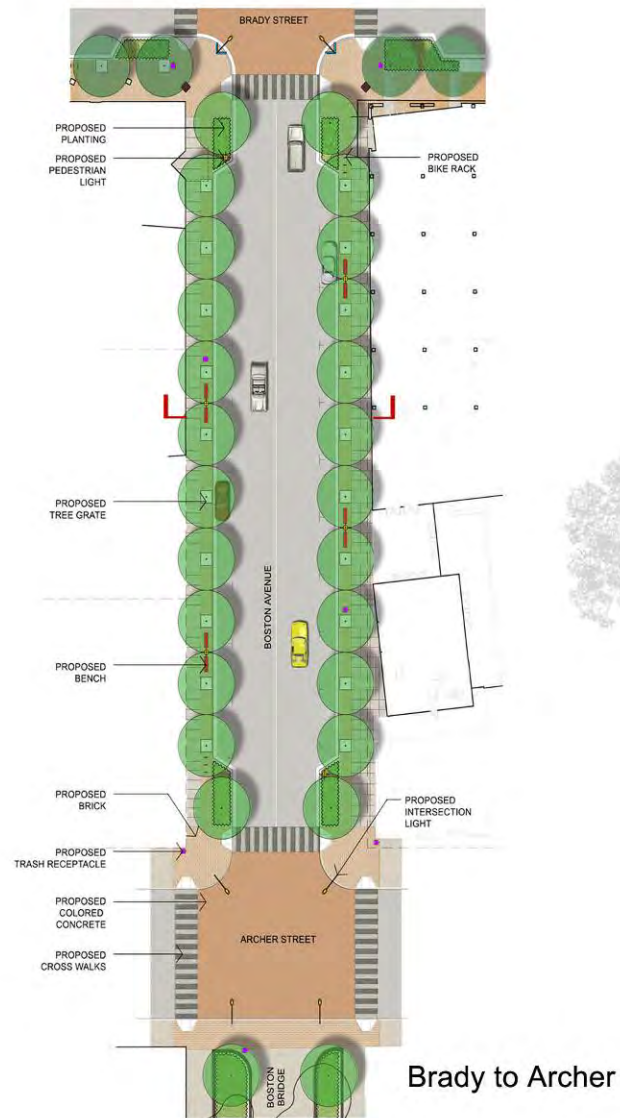 BRADY STREET
PROPOSED
PLANTING
PROPOSED
PEDESTRIAN
LIGHT
PROPOSED
BIKE RACK
PROPOSED
TREE GRATE
BOSTON AVENUE
PROPOSED
BENCH
PROPOSED
BRICK
PROPOSED
INTERSECTION
LIGHT
PROPOSED
TRASH RECEPTACLE
PROPOSED
COLORED
CONCRETE
ARCHER STREET
PROPOSED
CROSS WALKS
BOSTON
BRIDGE
Brady to Archer